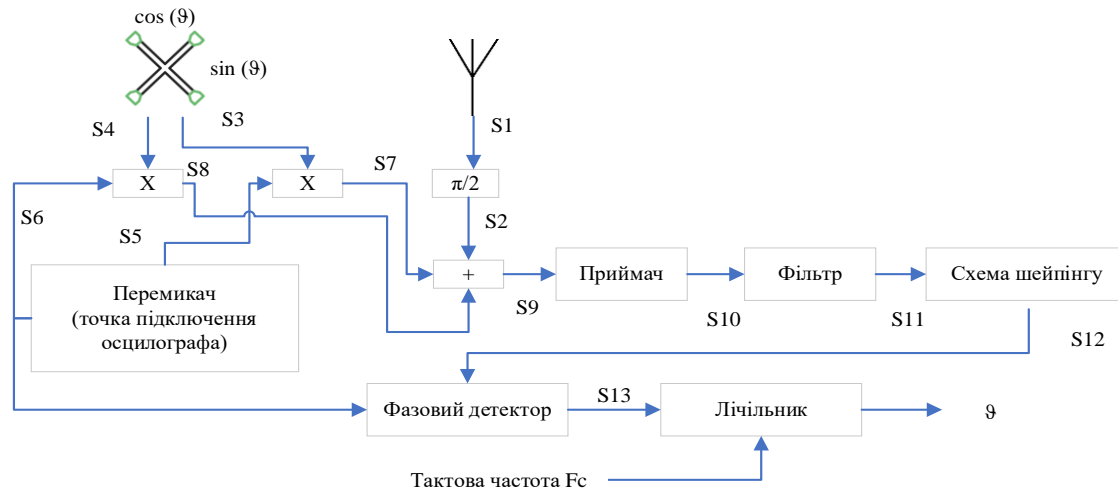 cos (ϑ)
sin (ϑ)
S4
S3
S1
S8
S7
X
X
π/2
S6
S5
S2
Перемикач
(точка підключення
осцилографа)
+
S9
Приймач
S10
Фільтр
S11
Схема шейпінгу
S12
Фазовий детектор
S13
Лічільник
ϑ
Тактова частота Fc